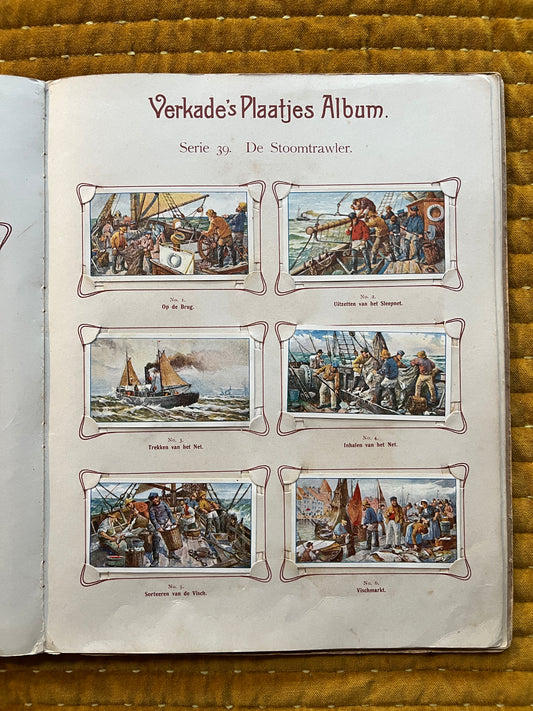 Verkade's Plaatjes Album.
Serie 39. De Stoomtrawler.
No. 1.
Op de Brug.
No. 2.
Uitzetten van het Sleepnet.
No. 3.
Trekken van het Net.
No. 4.
Inhalen van het Net.
No. 5.
Sorteeren van de Visch.
No. 6.
Vischmarkt.